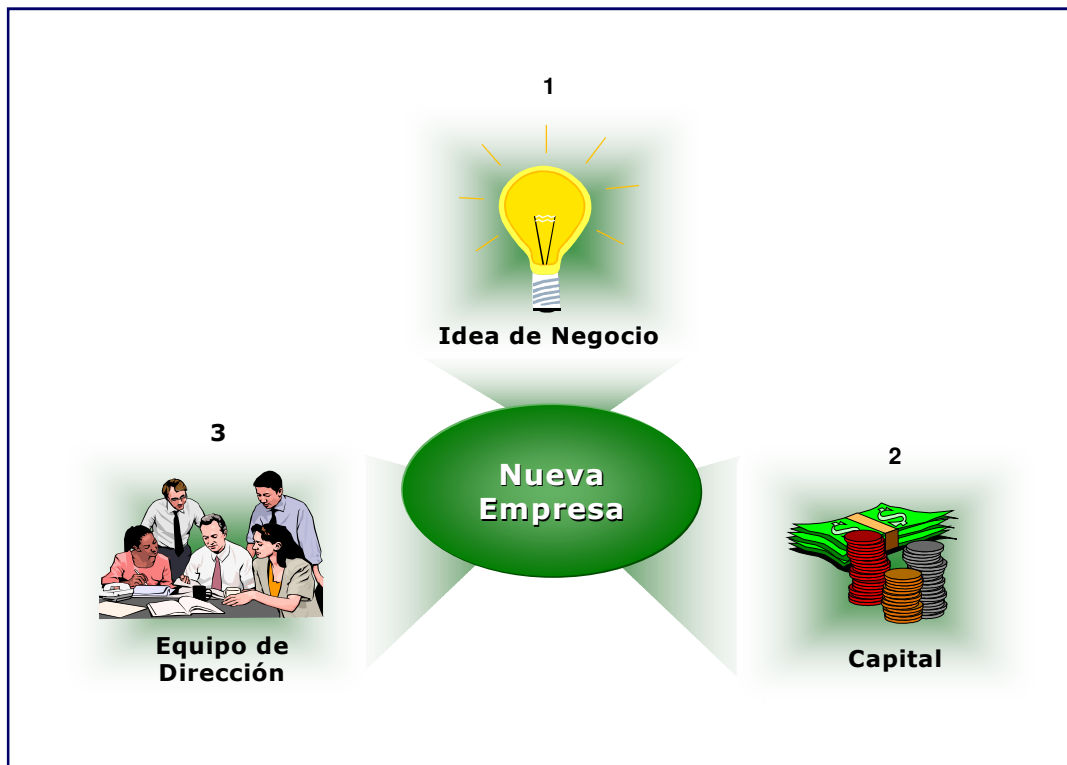 1
Idea de Negocio
Nueva
Empresa
3
Equipo de
Dirección
2
Capital